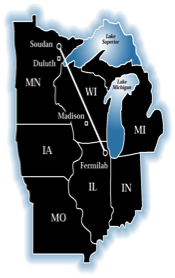 Lake
Superior
Soudan
Duluth
MN
Lake
Michigan
WI
Madison
MI
IA
Fermilab
IL
IN
MO